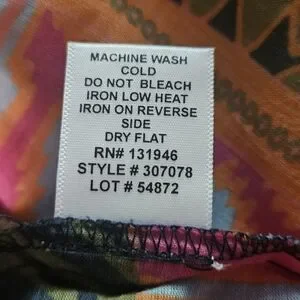 MACHINE WASH
COLD
DO NOT BLEACH
IRON LOW HEAT
IRON ON REVERSE
SIDE
DRY FLAT
RN# 131946
STYLE # 307078
LOT # 54872